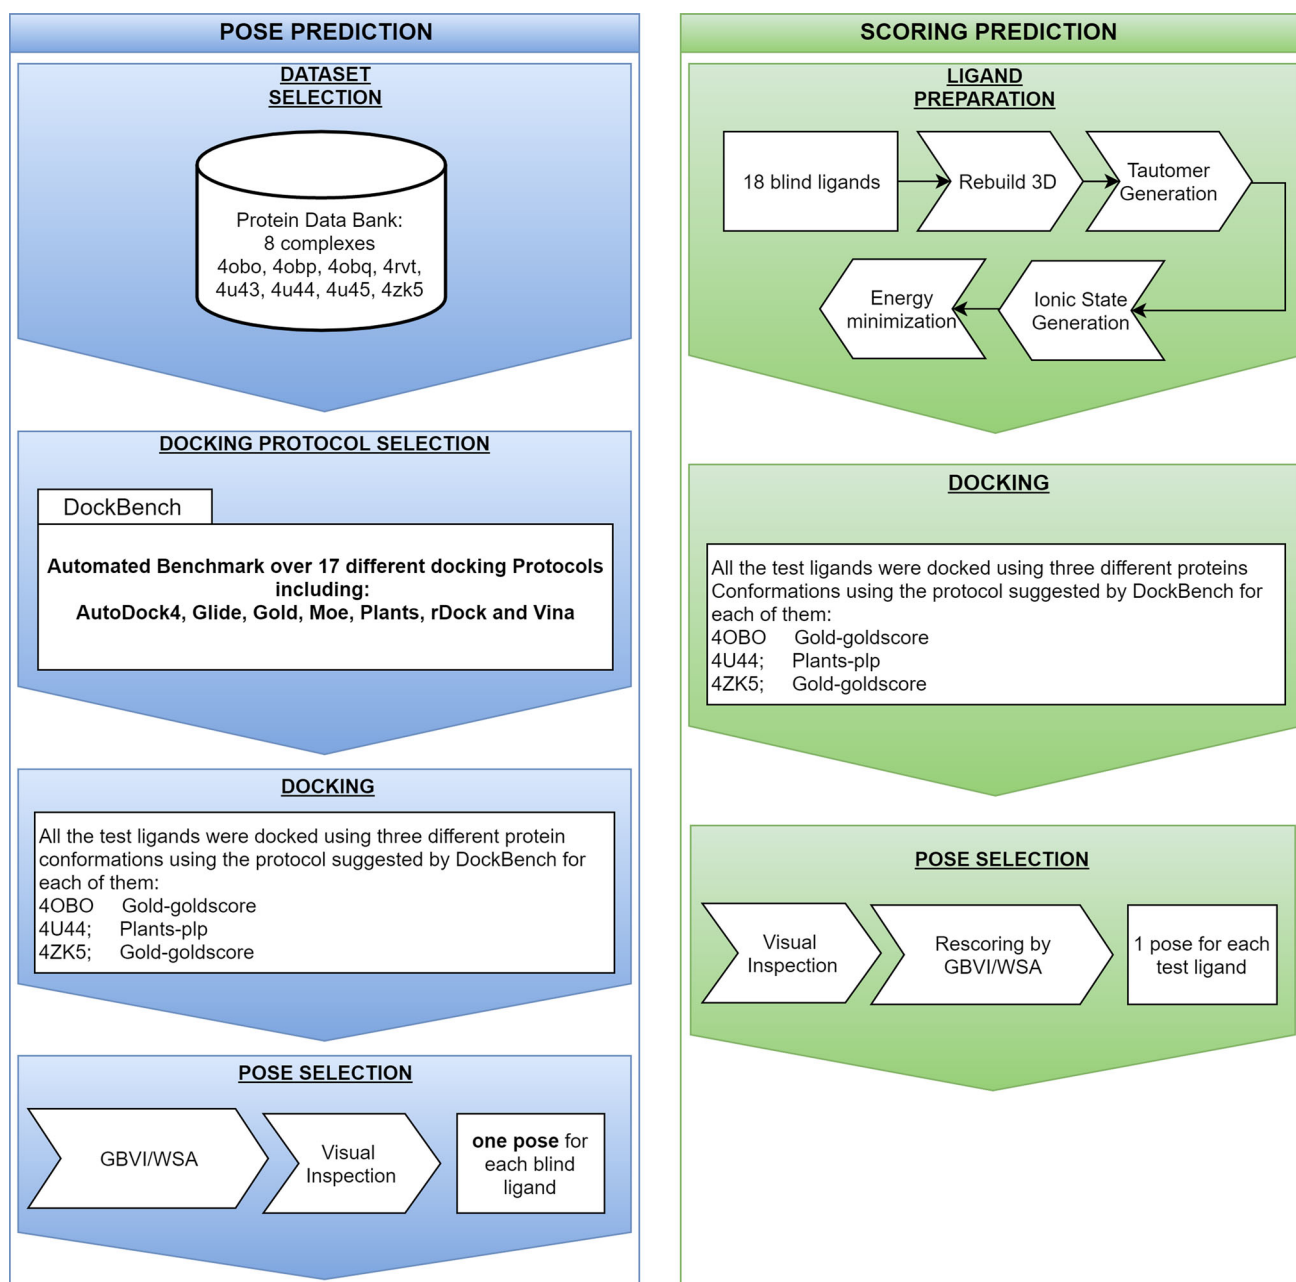 POSE PREDICTION
DATASET
SELECTION
Protein Data Bank:
8 complexes
4obo, 4obp, 4obq, 4rvt,
4u43, 4u44, 4u45, 4zk5
DOCKING PROTOCOL SELECTION
DockBench
Automated Benchmark over 17 different docking Protocols
including:
AutoDock4, Glide, Gold, Moe, Plants, rDock and Vina
DOCKING
All the test ligands were docked using three different protein
conformations using the protocol suggested by DockBench for
each of them:
4OBO Gold-goldscore
4U44; Plants-plp
4ZK5; Gold-goldscore
POSE SELECTION
GBVI/WSA
Visual
Inspection
one pose for
each blind
ligand
SCORING PREDICTION
LIGAND
PREPARATION
18 blind ligands
Rebuild 3D
Tautomer
Generation
Ionic State
Generation
Energy
minimization
DOCKING
All the test ligands were docked using three different proteins
Conformations using the protocol suggested by DockBench for
each of them:
4OBO Gold-goldscore
4U44; Plants-plp
4ZK5; Gold-goldscore
POSE SELECTION
Visual
Inspection
Rescoring by
GBVI/WSA
1 pose for each
test ligand